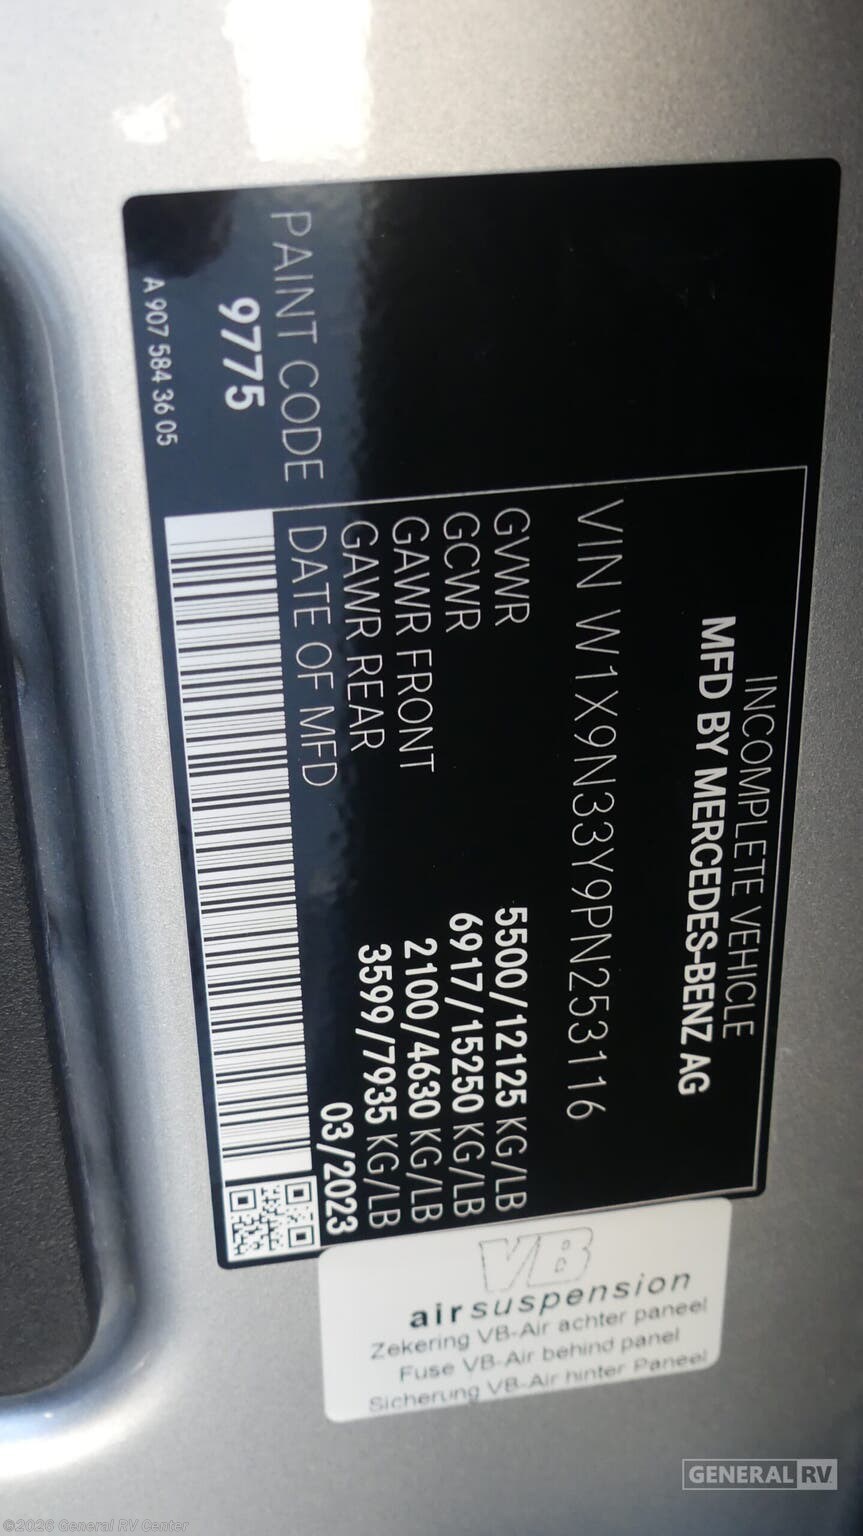 INCOMPLETE VEHICLE
MFD BY MERCEDES-BENZ AG
VIN W1X9N33Y9PN253116
GVWR 5500/12125 KG/LB
GCWR 6917/15250 KG/LB
GAWR FRONT 2100/4630 KG/LB
GAWR REAR 3599/7935 KG/LB
DATE OF MFD 03/2023
PAINT CODE
9775
A 907 584 36 05
VB
airsuspension
Zekering VB-Air achter paneel
Fuse VB-Air behind panel
Sicherung VB-Air hinter Paneel
GENERAL RV
©2026 General RV Center